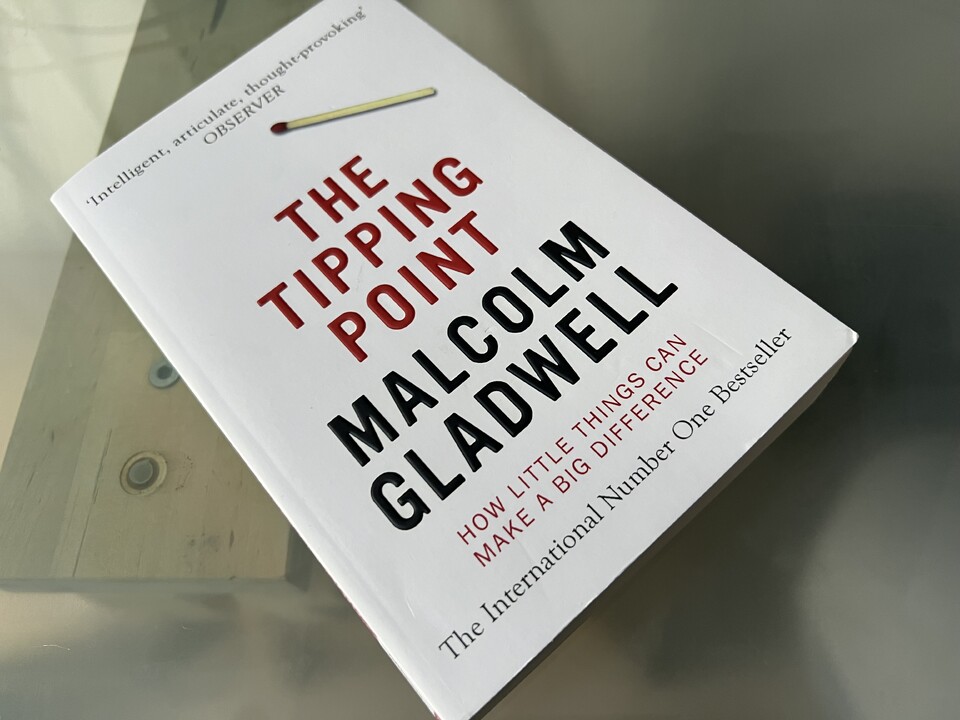 'Intelligent, articulate, thought-provoking'
OBSERVER
THE
TIPPING
POINT
MALCOLM
GLADWELL
HOW LITTLE THINGS CAN
MAKE A BIG DIFFERENCE
The International Number One Bestseller